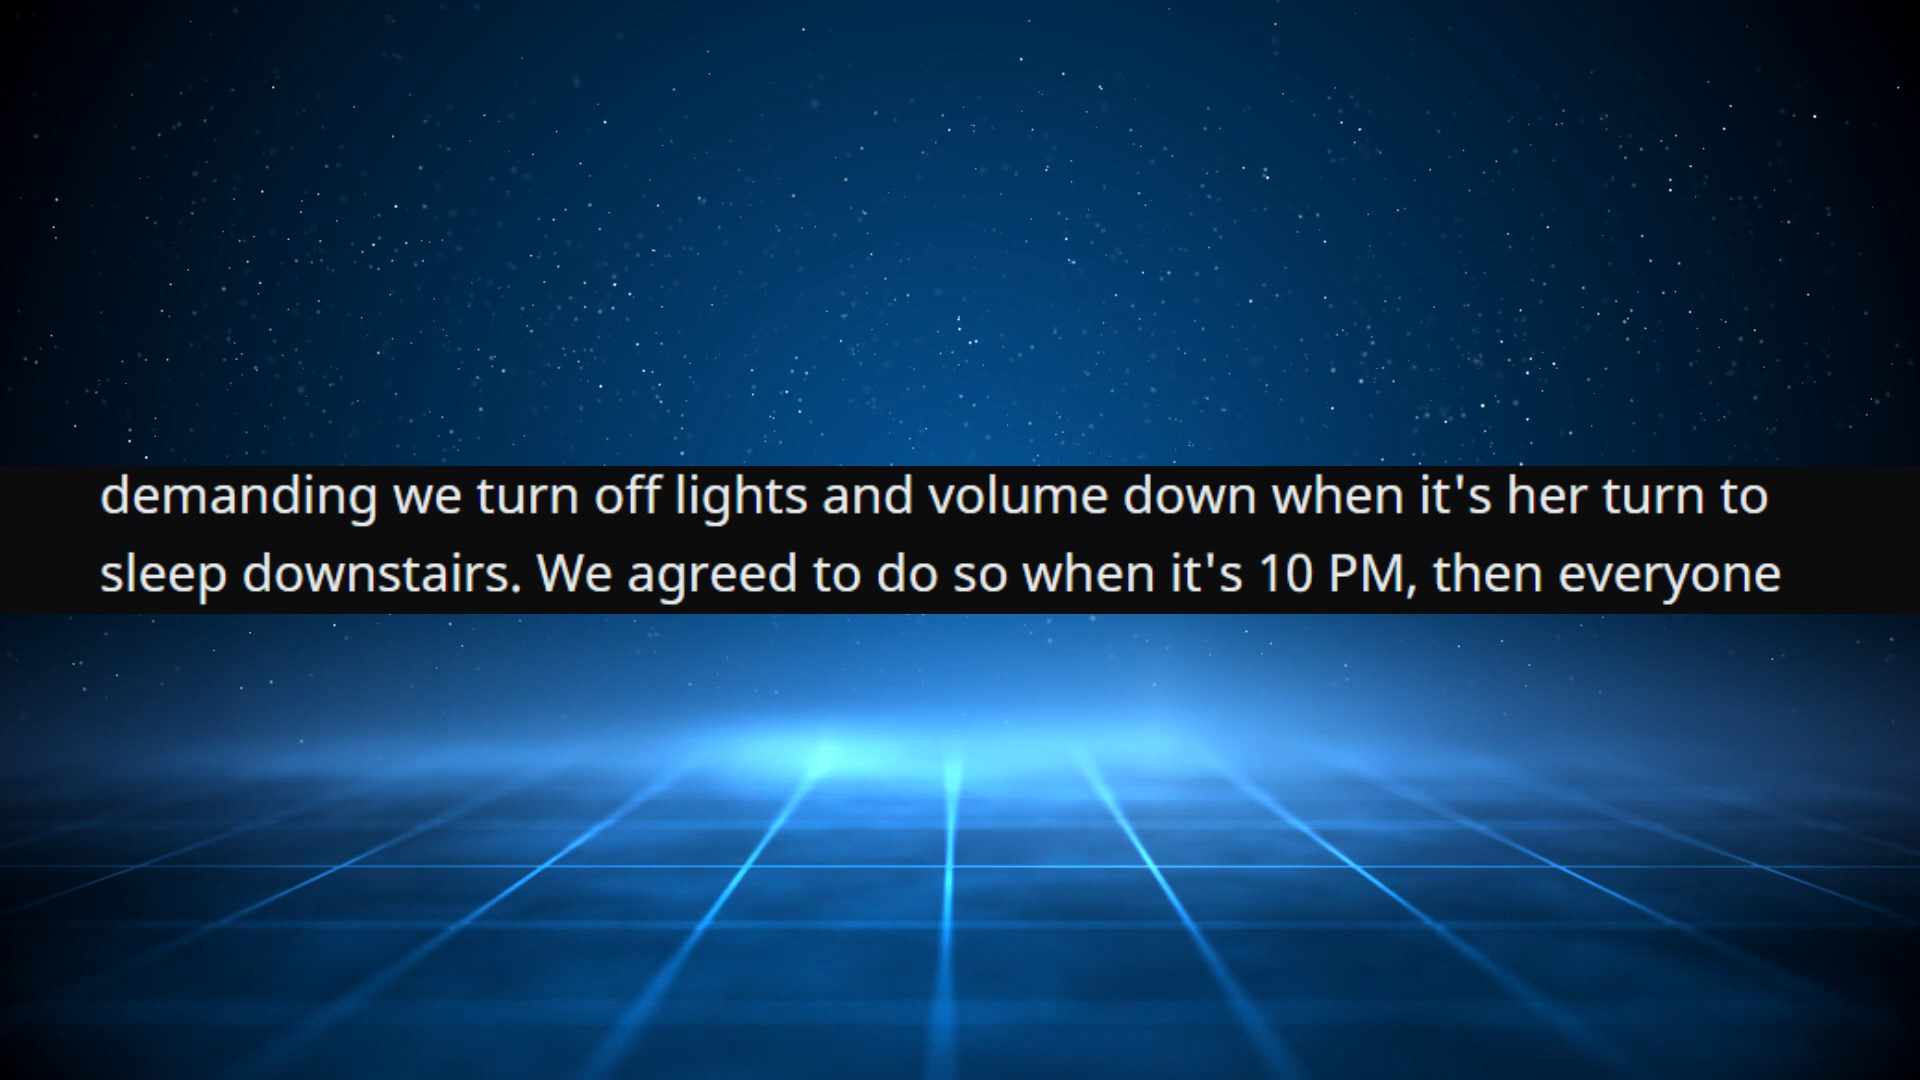 demanding we turn off lights and volume down when it's her turn to
sleep downstairs. We agreed to do so when it's 10 PM, then everyone